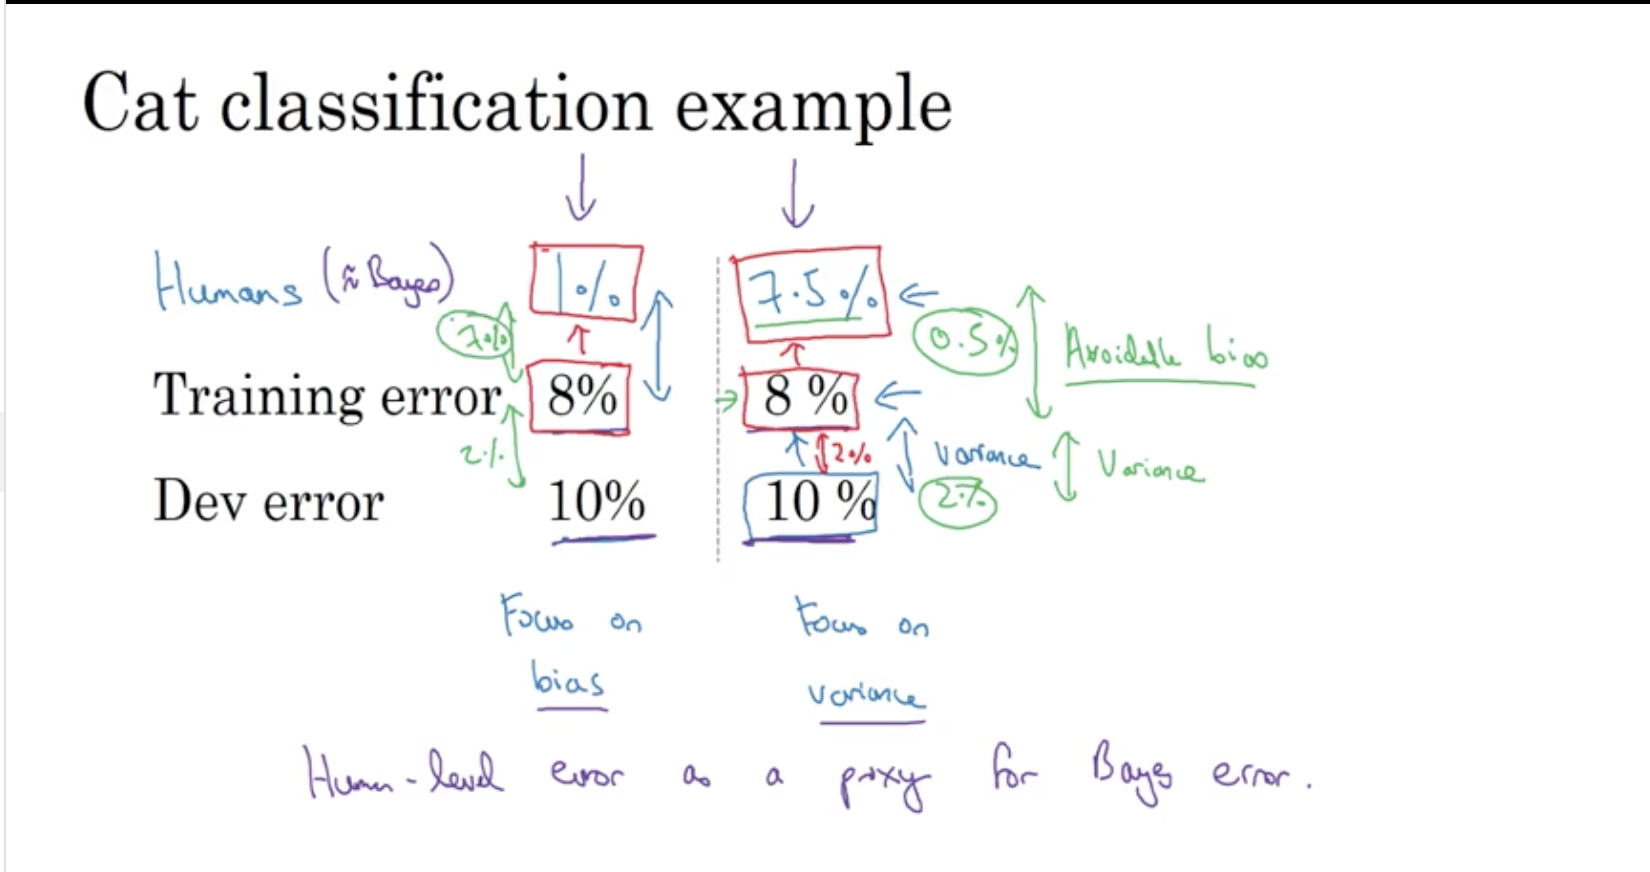 Cat classification example
Humans (≈ Bayes) 1% 7.5%
7% 0.5% Avoidable bias
Training error 8% 8 %
2% 2% Variance Variance
Dev error 10% 10 % 2%
Focus on Focus on
bias variance
Human-level error as a proxy for Bayes error.